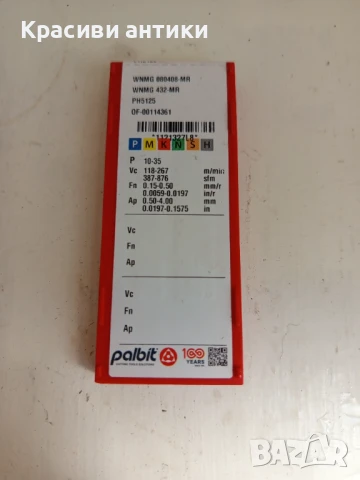 Красиви антики
WNMG 080408-MR
WNMG 432-MR
PH5125
OF-00114361
P M K N S H
P 10-35
Vc 118-267 m/min
387-876 sfm
Fn 0.15-0.50 mm/r
0.0059-0.0197 in/r
Ap 0.50-4.00 mm
0.0197-0.1575 in
Vc
Fn
Ap
Vc
Fn
Ap
palbit 100 YEARS
BAZAR